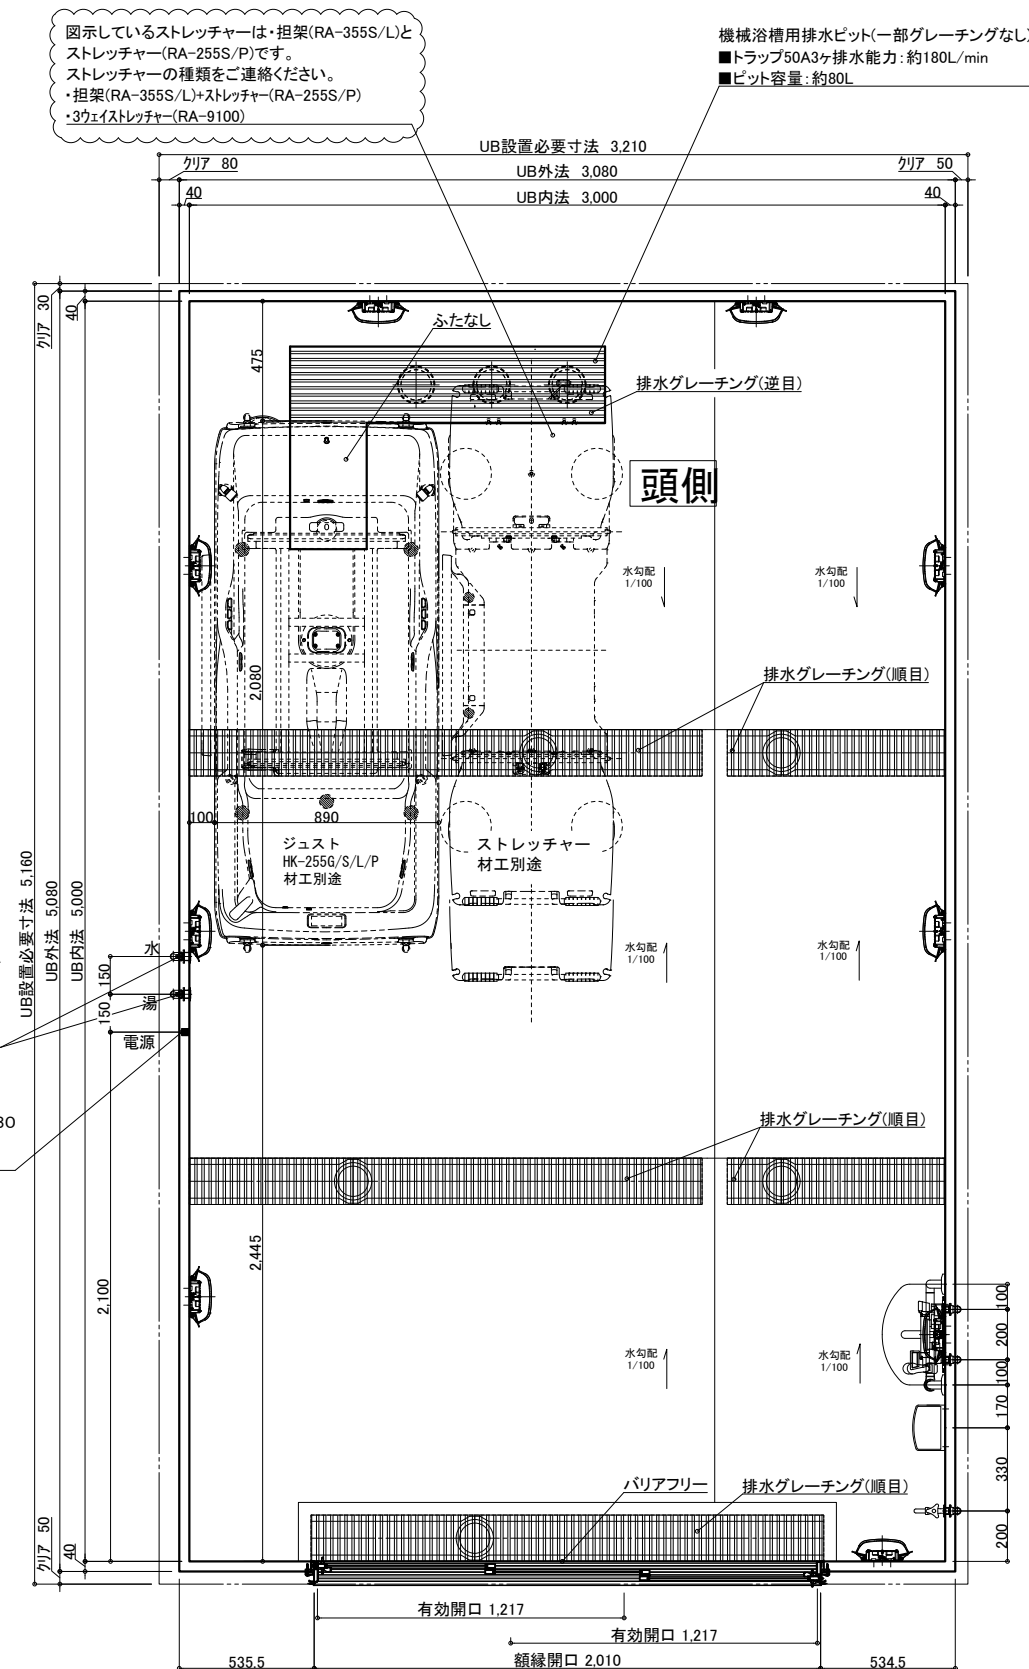 図示しているストレッチャーは・担架(RA-355S/L)と
ストレッチャー(RA-255S/P)です。
ストレッチャーの種類をご連絡ください。
・担架(RA-355S/L)+ストレッチャー(RA-255S/P)
・3ウェイストレッチャー(RA-9100)
機械浴槽用排水ピット(一部グレーチングなし)
■トラップ50A3ヶ排水能力:約180L/min
■ピット容量:約80L
UB設置必要寸法 3,210
クリア 80
UB外法 3,080
クリア 50
40
UB内法 3,000
40
クリア 30
40
475
ふたなし
排水グレーチング(逆目)
頭側
水勾配
1/100
水勾配
1/100
2,080
排水グレーチング(順目)
100
890
ジュスト
HK-255G/S/L/P
材工別途
ストレッチャー
材工別途
UB設置必要寸法 5,160
UB外法 5,080
UB内法 5,000
水
150
湯
150
電源
水勾配
1/100
水勾配
1/100
30
排水グレーチング(順目)
2,445
2,100
100
200
100
170
330
200
水勾配
1/100
水勾配
1/100
バリアフリー
排水グレーチング(順目)
クリア 50
40
有効開口 1,217
有効開口 1,217
535.5
額縁開口 2,010
534.5